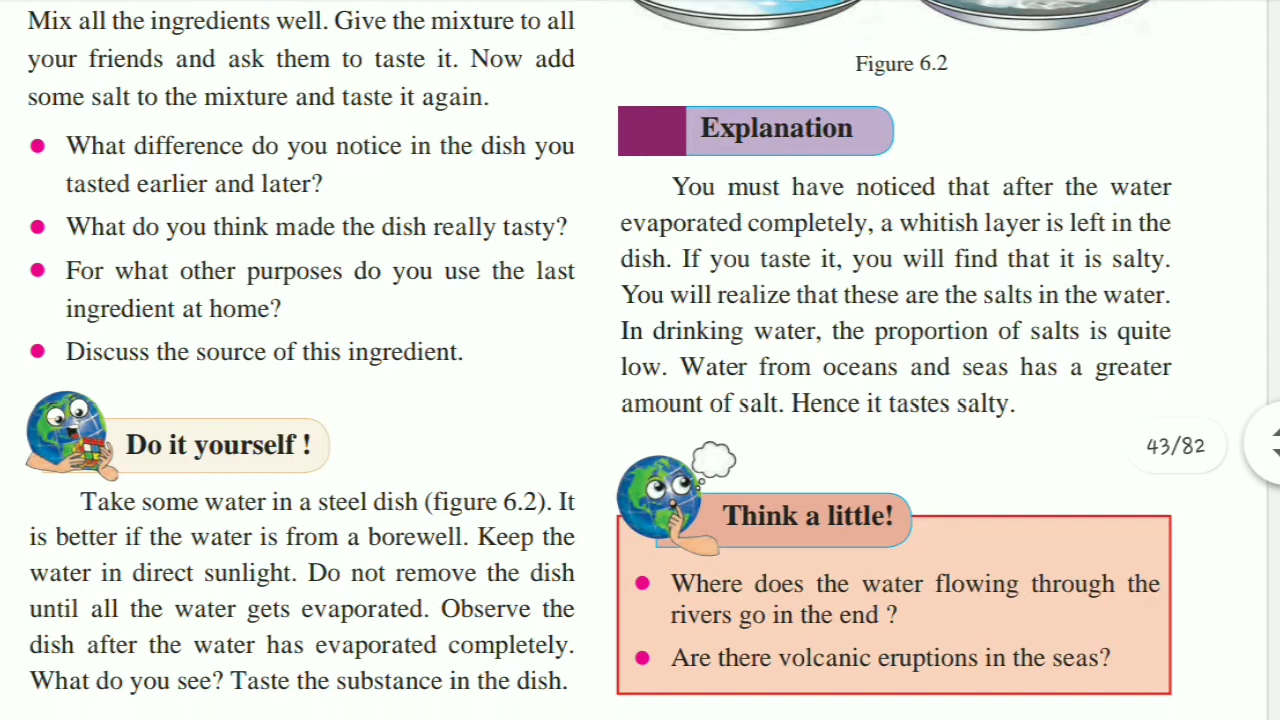 Mix all the ingredients well. Give the mixture to all
your friends and ask them to taste it. Now add
some salt to the mixture and taste it again.
What difference do you notice in the dish you
tasted earlier and later?
What do you think made the dish really tasty?
For what other purposes do you use the last
ingredient at home?
Discuss the source of this ingredient.
Do it yourself !
Take some water in a steel dish (figure 6.2). It
is better if the water is from a borewell. Keep the
water in direct sunlight. Do not remove the dish
until all the water gets evaporated. Observe the
dish after the water has evaporated completely.
What do you see? Taste the substance in the dish.
Figure 6.2
Explanation
You must have noticed that after the water
evaporated completely, a whitish layer is left in the
dish. If you taste it, you will find that it is salty.
You will realize that these are the salts in the water.
In drinking water, the proportion of salts is quite
low. Water from oceans and seas has a greater
amount of salt. Hence it tastes salty.
43/82
Think a little!
Where does the water flowing through the
rivers go in the end ?
Are there volcanic eruptions in the seas?